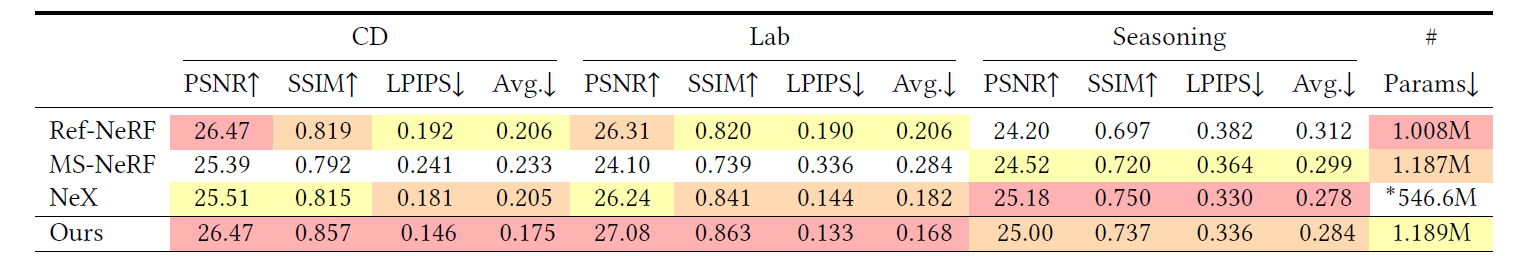 CD Lab Seasoning #
PSNR↑ SSIM↑ LPIPS↓ Avg.↓ PSNR↑ SSIM↑ LPIPS↓ Avg.↓ PSNR↑ SSIM↑ LPIPS↓ Avg.↓ Params↓
Ref-NeRF 26.47 0.819 0.192 0.206 26.31 0.820 0.190 0.206 24.20 0.697 0.382 0.312 1.008M
MS-NeRF 25.39 0.792 0.241 0.233 24.10 0.739 0.336 0.284 24.52 0.720 0.364 0.299 1.187M
NeX 25.51 0.815 0.181 0.205 26.24 0.841 0.144 0.182 25.18 0.750 0.330 0.278 *546.6M
Ours 26.47 0.857 0.146 0.175 27.08 0.863 0.133 0.168 25.00 0.737 0.336 0.284 1.189M